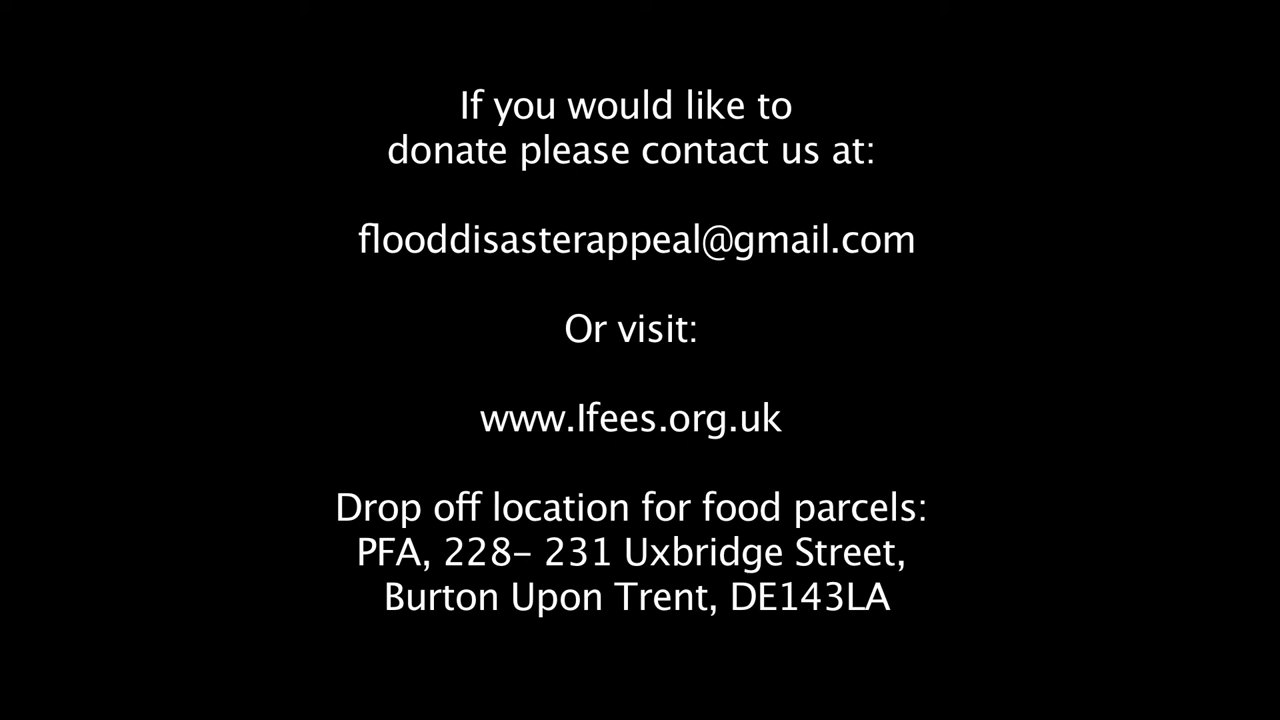 If you would like to
donate please contact us at:
flooddisasterappeal@gmail.com
Or visit:
www.Ifees.org.uk
Drop off location for food parcels:
PFA, 228- 231 Uxbridge Street,
Burton Upon Trent, DE143LA